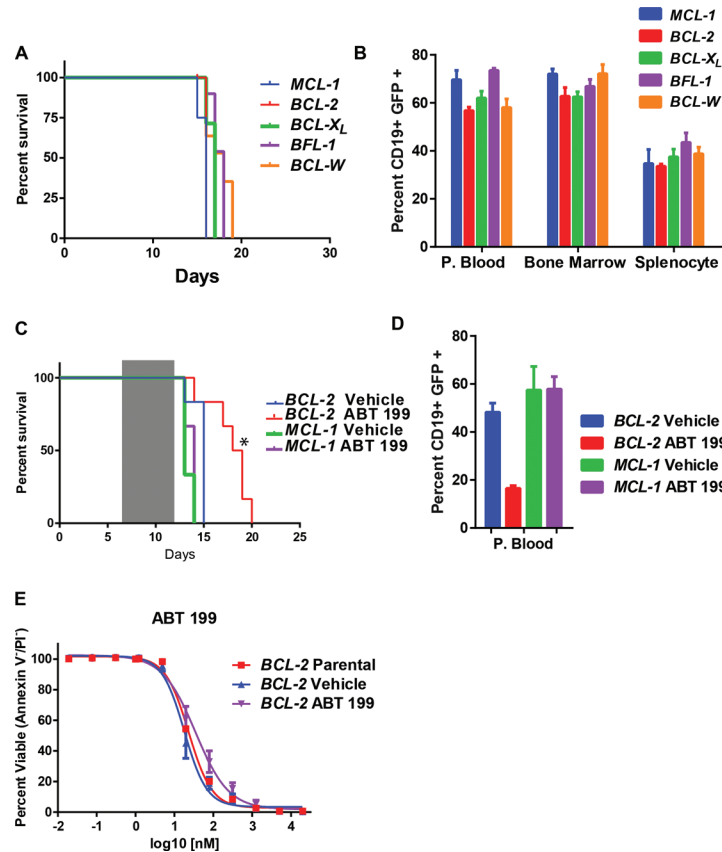 A
Percent survival
100
75
50
25
0
0 10 20 30
Days
MCL-1
BCL-2
BCL-XL
BFL-1
BCL-W
B
Percent CD19+ GFP +
80
60
40
20
0
P. Blood Bone Marrow Splenocyte
MCL-1
BCL-2
BCL-XL
BFL-1
BCL-W
C
Percent survival
100
50
0
0 5 10 15 20 25
Days
*
BCL-2 Vehicle
BCL-2 ABT 199
MCL-1 Vehicle
MCL-1 ABT 199
D
Percent CD19+ GFP +
80
60
40
20
0
P. Blood
BCL-2 Vehicle
BCL-2 ABT 199
MCL-1 Vehicle
MCL-1 ABT 199
E
ABT 199
Percent Viable (Annexin V-/PI-)
100
80
60
40
20
0
-2 -1 0 1 2 3 4
log10 [nM]
BCL-2 Parental
BCL-2 Vehicle
BCL-2 ABT 199